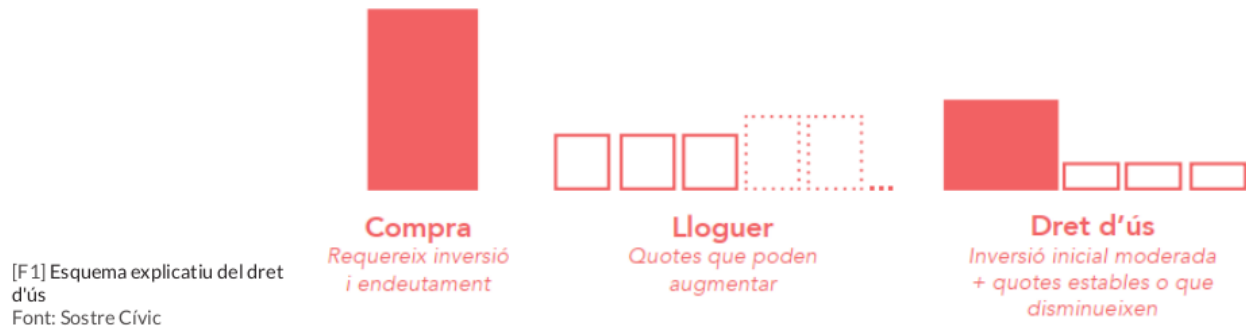 Compra
Requereix inversió
i endeutament
Lloguer
Quotes que poden
augmentar
Dret d'ús
Inversió inicial moderada
+ quotes estables o que
disminueixen
[F1] Esquema explicatiu del dret
d'ús
Font: Sostre Cívic